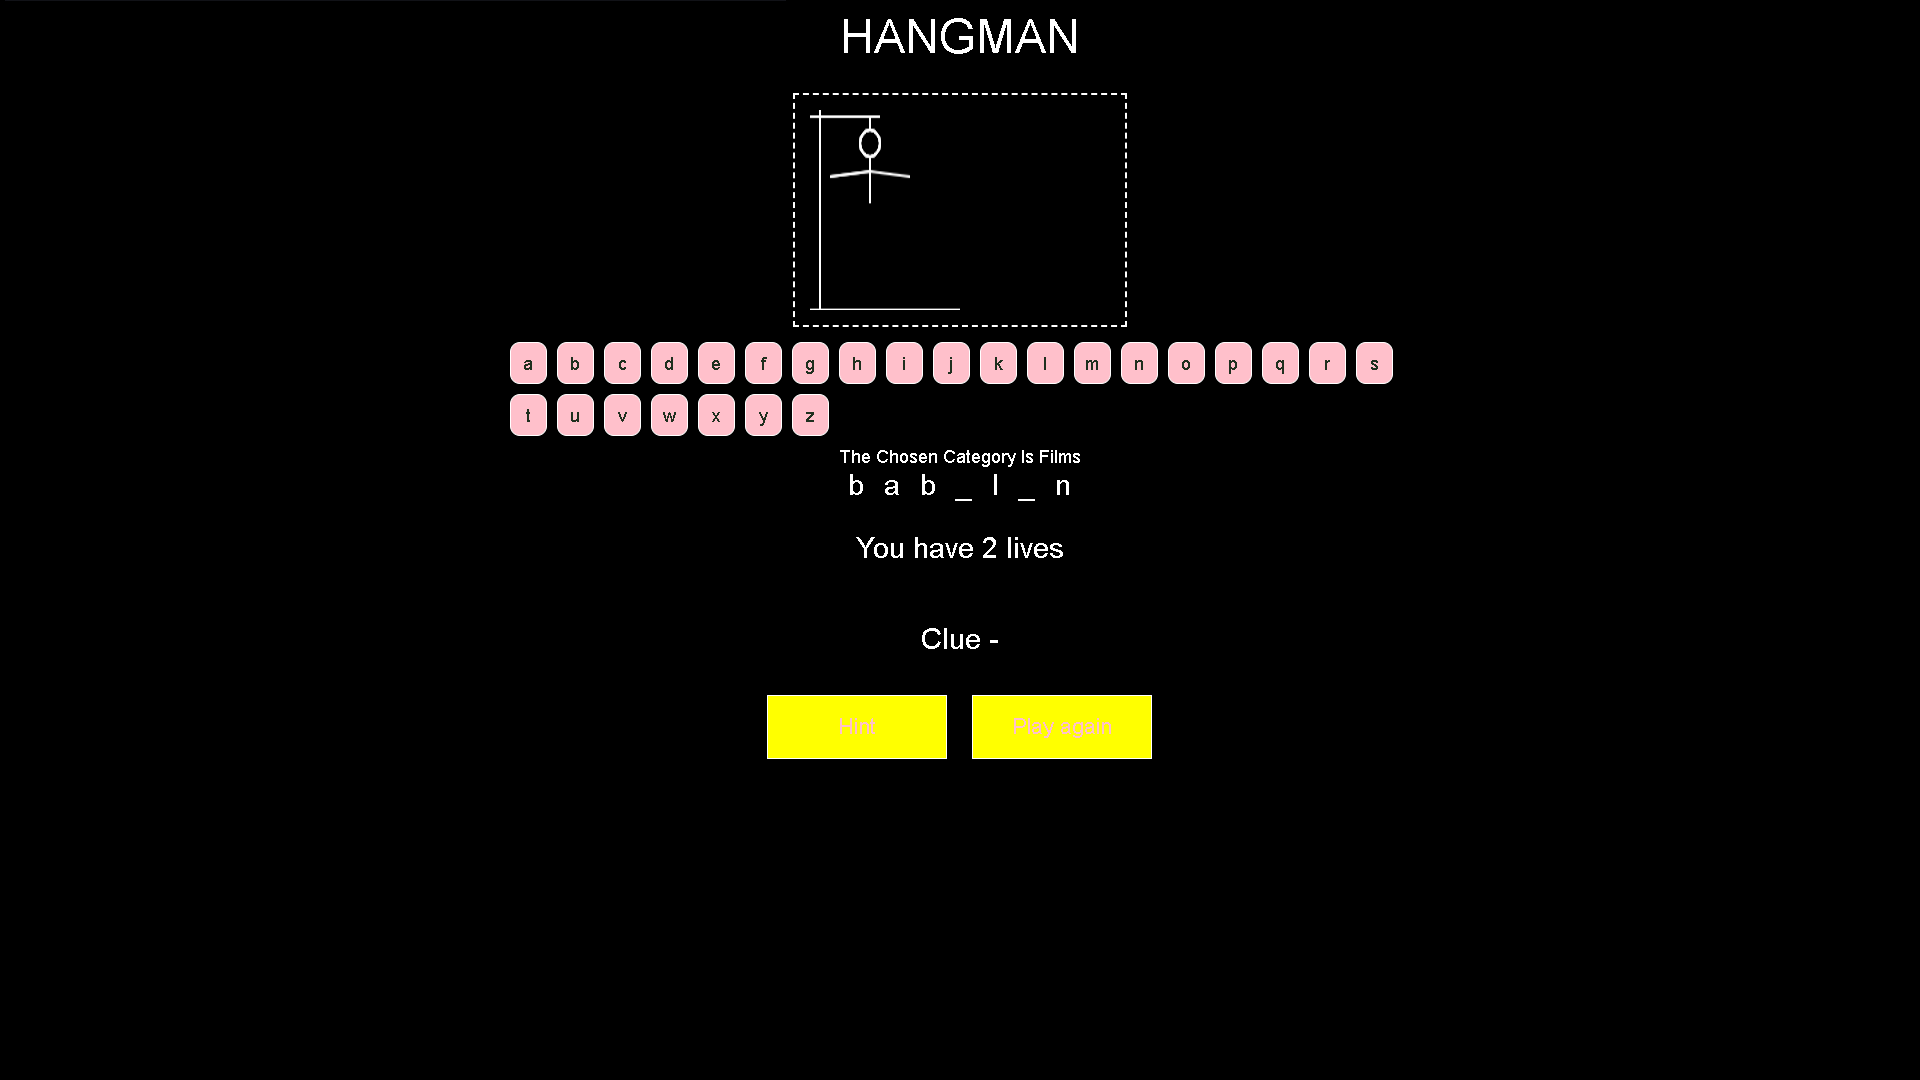 HANGMAN
a b c d e f g h i j k l m n o p q r s
t u v w x y z
The Chosen Category Is Films
b a b _ l _ n
You have 2 lives
Clue -
Hint Play again